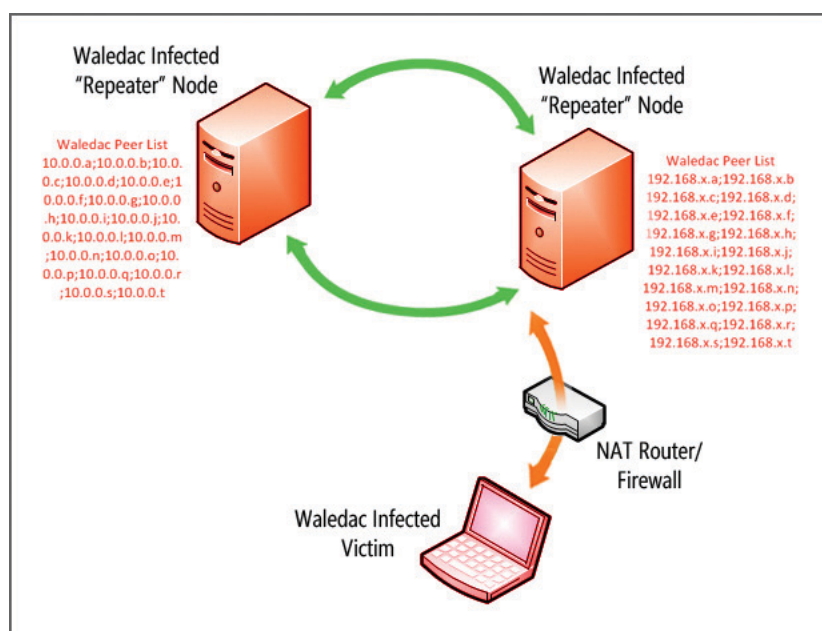 Waledac Infected
“Repeater” Node
Waledac Infected
“Repeater” Node
Waledac Peer List
10.0.0.a;10.0.0.b;10.0.
0.c;10.0.0.d;10.0.0.e;1
0.0.0.f;10.0.0.g;10.0.0
.h;10.0.0.i;10.0.0.j;10.
0.0.k;10.0.0.l;10.0.0.m
;10.0.0.n;10.0.0.o;10.
0.0.p;10.0.0.q;10.0.0.r
;10.0.0.s;10.0.0.t
Waledac Peer List
192.168.x.a;192.168.x.b
192.168.x.c;192.168.x.d;
192.168.x.e;192.168.x.f;
192.168.x.g;192.168.x.h;
192.168.x.i;192.168.x.j;
192.168.x.k;192.168.x.l;
192.168.x.m;192.168.x.n;
192.168.x.o;192.168.x.p;
192.168.x.q;192.168.x.r;
192.168.x.s;192.168.x.t
NAT Router/
Firewall
Waledac Infected
Victim